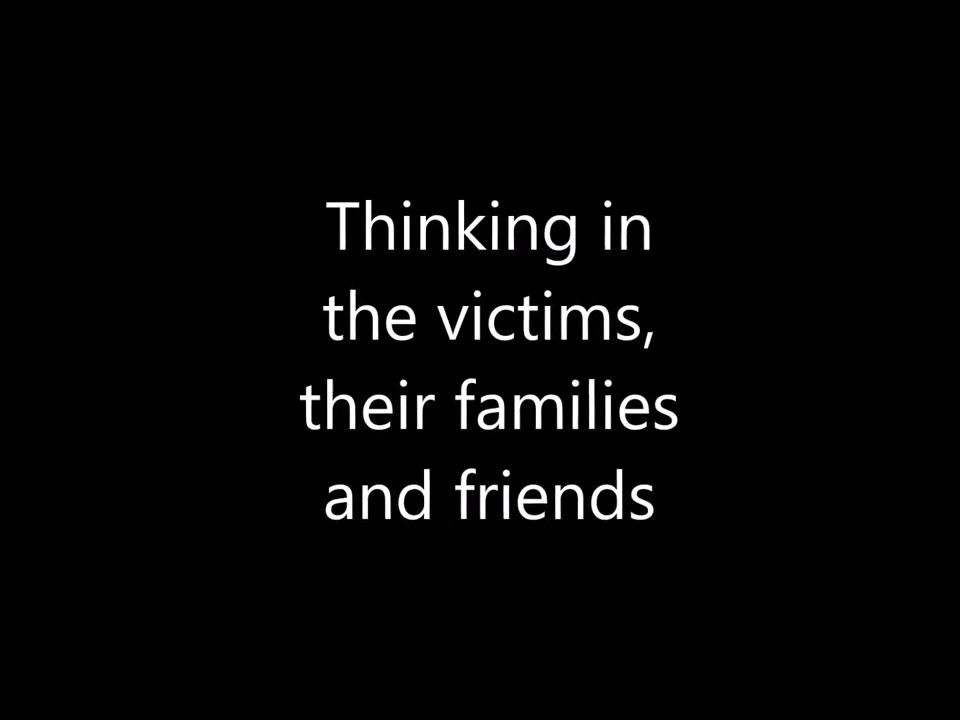 Thinking in
the victims,
their families
and friends